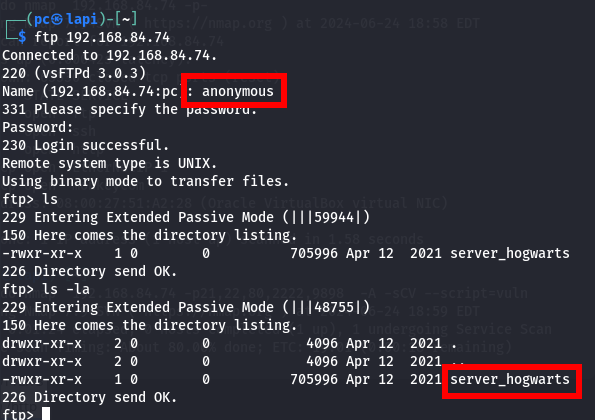 (pc㉿lapi)-[~]
$ ftp 192.168.84.74
Connected to 192.168.84.74.
220 (vsFTPd 3.0.3)
Name (192.168.84.74:pc): anonymous
331 Please specify the password.
Password:
230 Login successful.
Remote system type is UNIX.
Using binary mode to transfer files.
ftp> ls
229 Entering Extended Passive Mode (|||59944|)
150 Here comes the directory listing.
-rwxr-xr-x 1 0 0 705996 Apr 12 2021 server_hogwarts
226 Directory send OK.
ftp> ls -la
229 Entering Extended Passive Mode (|||48755|)
150 Here comes the directory listing.
drwxr-xr-x 2 0 0 4096 Apr 12 2021 .
drwxr-xr-x 2 0 0 4096 Apr 12 2021 ..
-rwxr-xr-x 1 0 0 705996 Apr 12 2021 server_hogwarts
226 Directory send OK.
ftp>